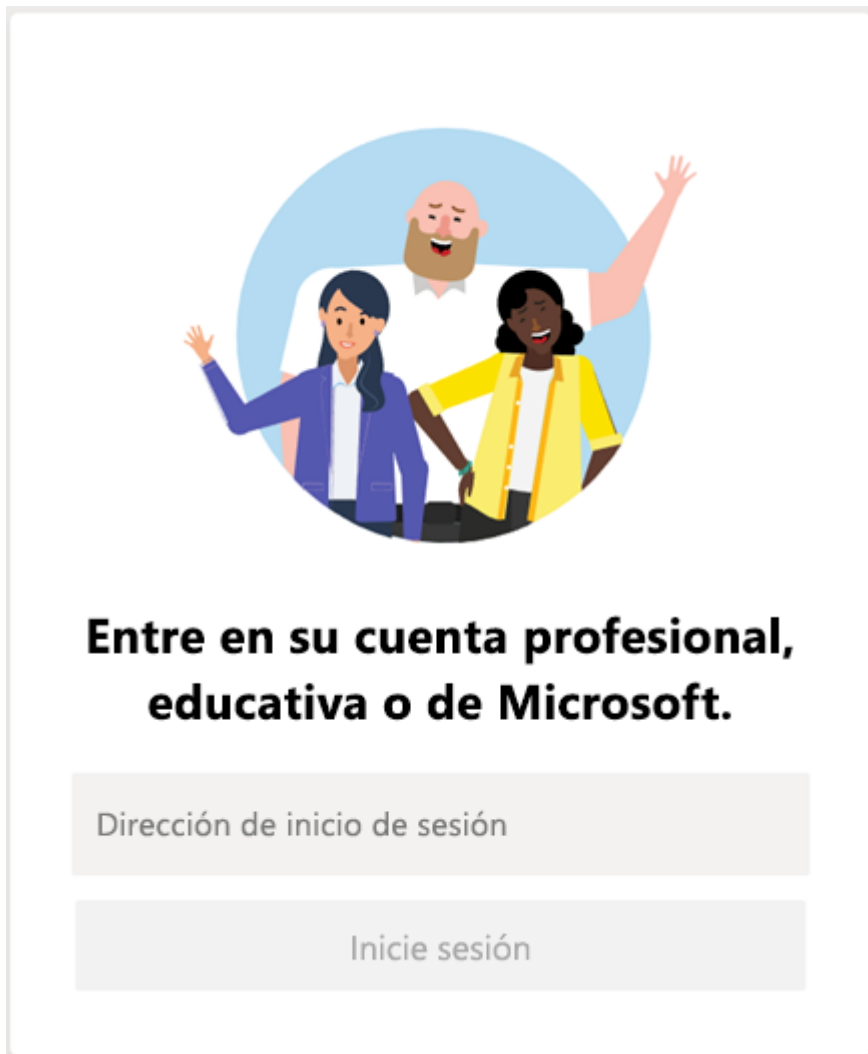 Entre en su cuenta profesional,
educativa o de Microsoft.
Dirección de inicio de sesión
Inicie sesión